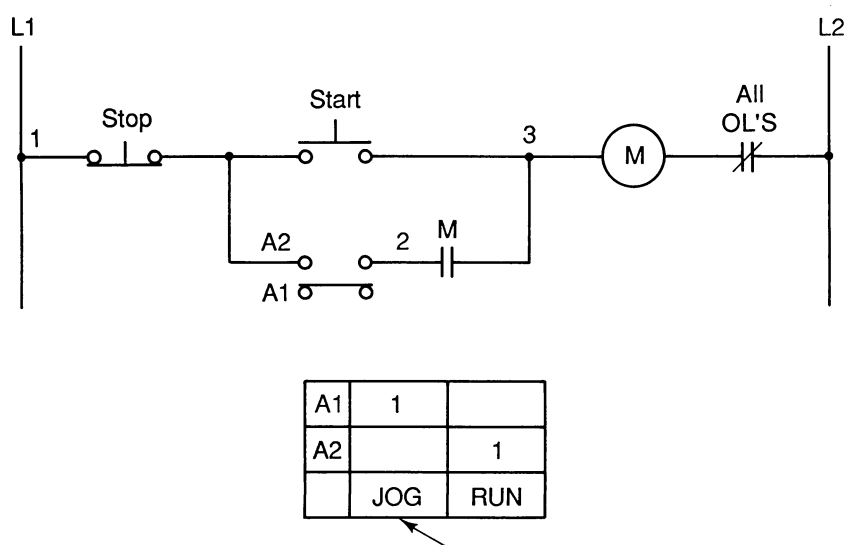 L1 L2
Start
All
OL'S
Stop
1
3
M
A2
2
M
A1
A1 1
A2 1
JOG RUN